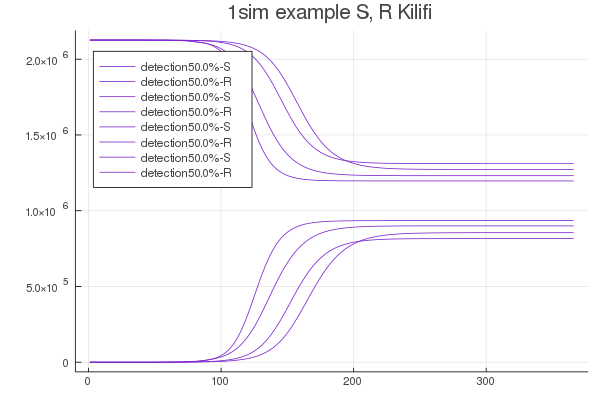 1sim example S, R Kilifi
2.0×10⁶
1.5×10⁶
1.0×10⁶
5.0×10⁵
0
detection50.0%-S
detection50.0%-R
detection50.0%-S
detection50.0%-R
detection50.0%-S
detection50.0%-R
detection50.0%-S
detection50.0%-R
0 100 200 300